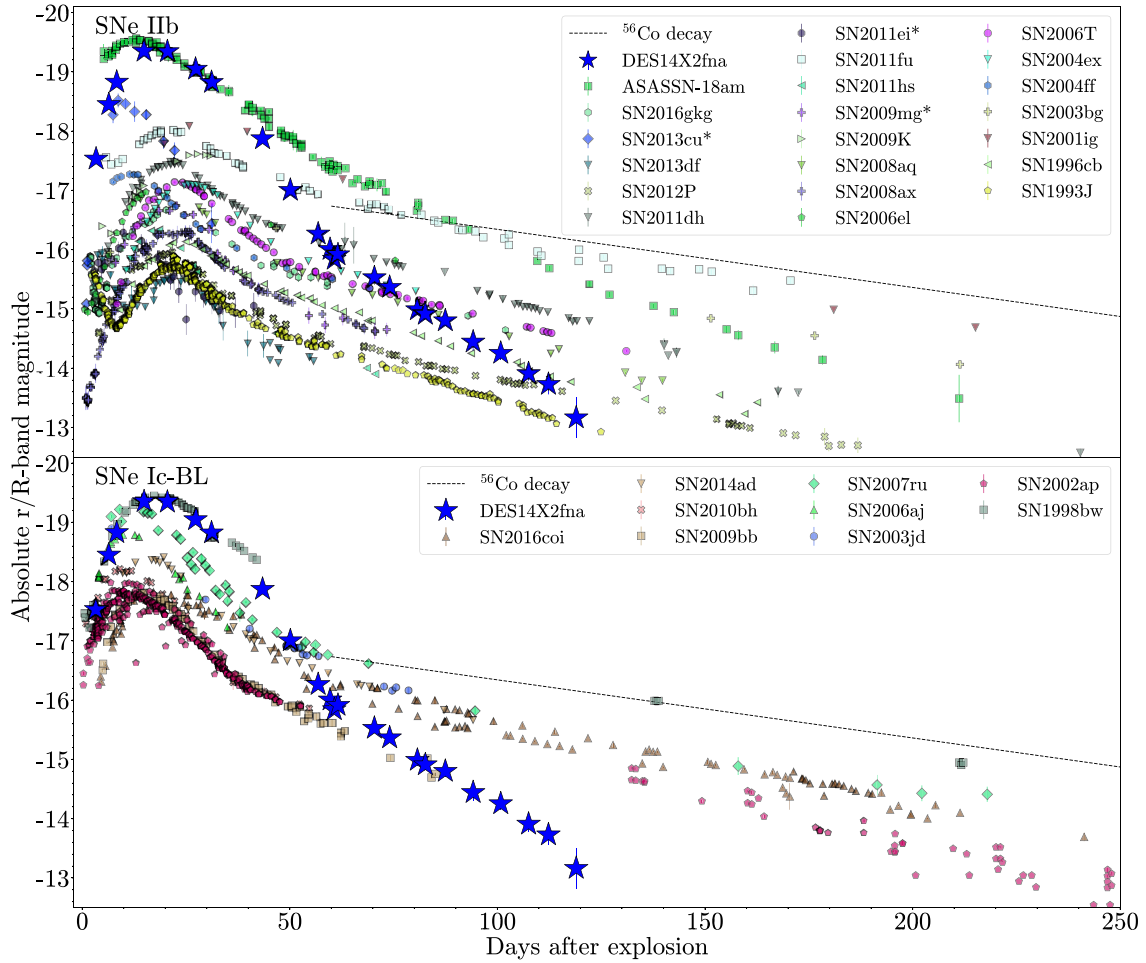 SNe IIb
⁵⁶Co decay
DES14X2fna
ASASSN-18am
SN2016gkg
SN2013cu*
SN2013df
SN2012P
SN2011dh
SN2011ei*
SN2011fu
SN2011hs
SN2009mg*
SN2009K
SN2008aq
SN2008ax
SN2006el
SN2006T
SN2004ex
SN2004ff
SN2003bg
SN2001ig
SN1996cb
SN1993J
-20
-19
-18
-17
-16
-15
-14
-13
SNe Ic-BL
⁵⁶Co decay
DES14X2fna
SN2016coi
SN2014ad
SN2010bh
SN2009bb
SN2007ru
SN2006aj
SN2003jd
SN2002ap
SN1998bw
-20
-19
-18
-17
-16
-15
-14
-13
Absolute r/R-band magnitude
0 50 100 150 200 250
Days after explosion